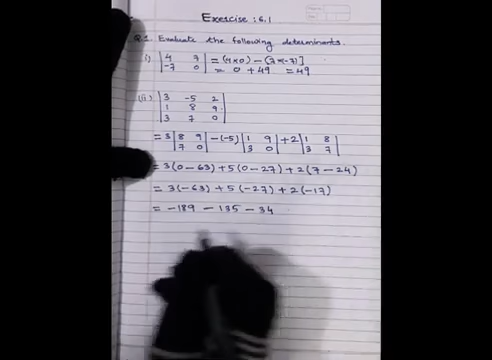 Exercise : 6.1
Q.1. Evaluate the following determinants.
i) | 4 7 | = (4×0) - [7×(-7)]
| -7 0 | = 0 + 49 = 49
(ii) | 3 -5 2 |
| 1 8 9 |
| 3 7 0 |
= 3 | 8 9 | - (-5) | 1 9 | + 2 | 1 8 |
| 7 0 | | 3 0 | | 3 7 |
= 3(0 - 63) + 5(0 - 27) + 2(7 - 24)
= 3(-63) + 5(-27) + 2(-17)
= -189 - 135 - 34